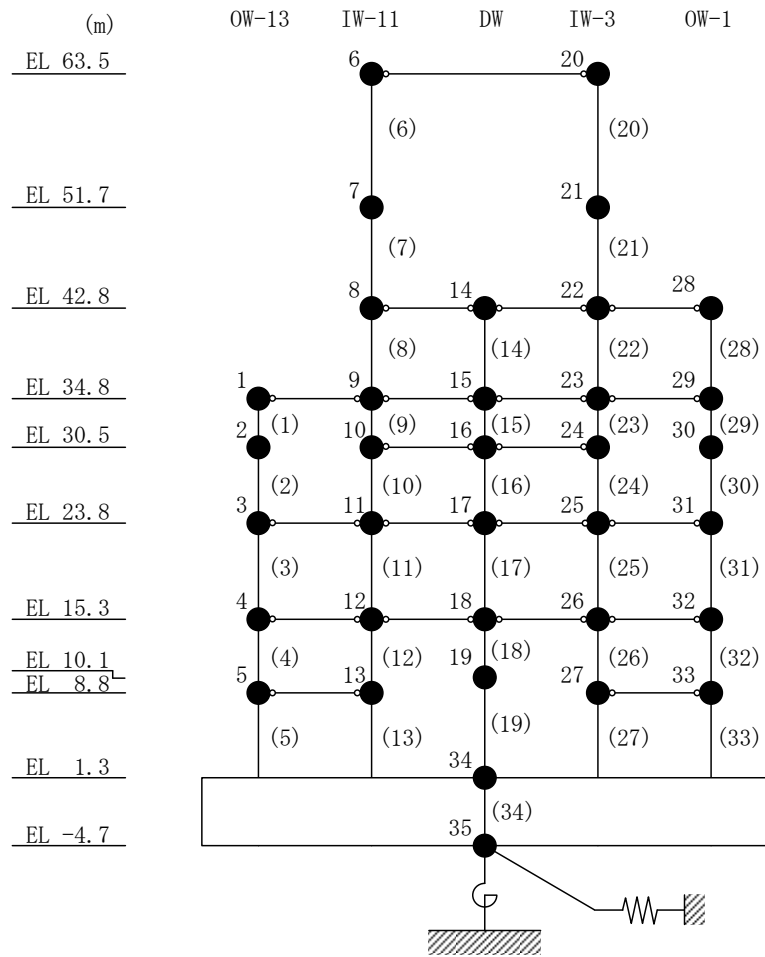 (m) OW-13 IW-11 DW IW-3 OW-1
EL 63.5 6 20
(6) (20)
EL 51.7 7 21
(7) (21)
EL 42.8 8 14 22 28
(8) (14) (22) (28)
EL 34.8 1 9 15 23 29
(1) (9) (15) (23) (29)
EL 30.5 2 10 16 24 30
(2) (10) (16) (24) (30)
EL 23.8 3 11 17 25 31
(3) (11) (17) (25) (31)
EL 15.3 4 12 18 26 32
(4) (12) (18) (26) (32)
EL 10.1 19
EL 8.8 5 13 27 33
(5) (13) (19) (27) (33)
EL 1.3 34
(34)
EL -4.7 35